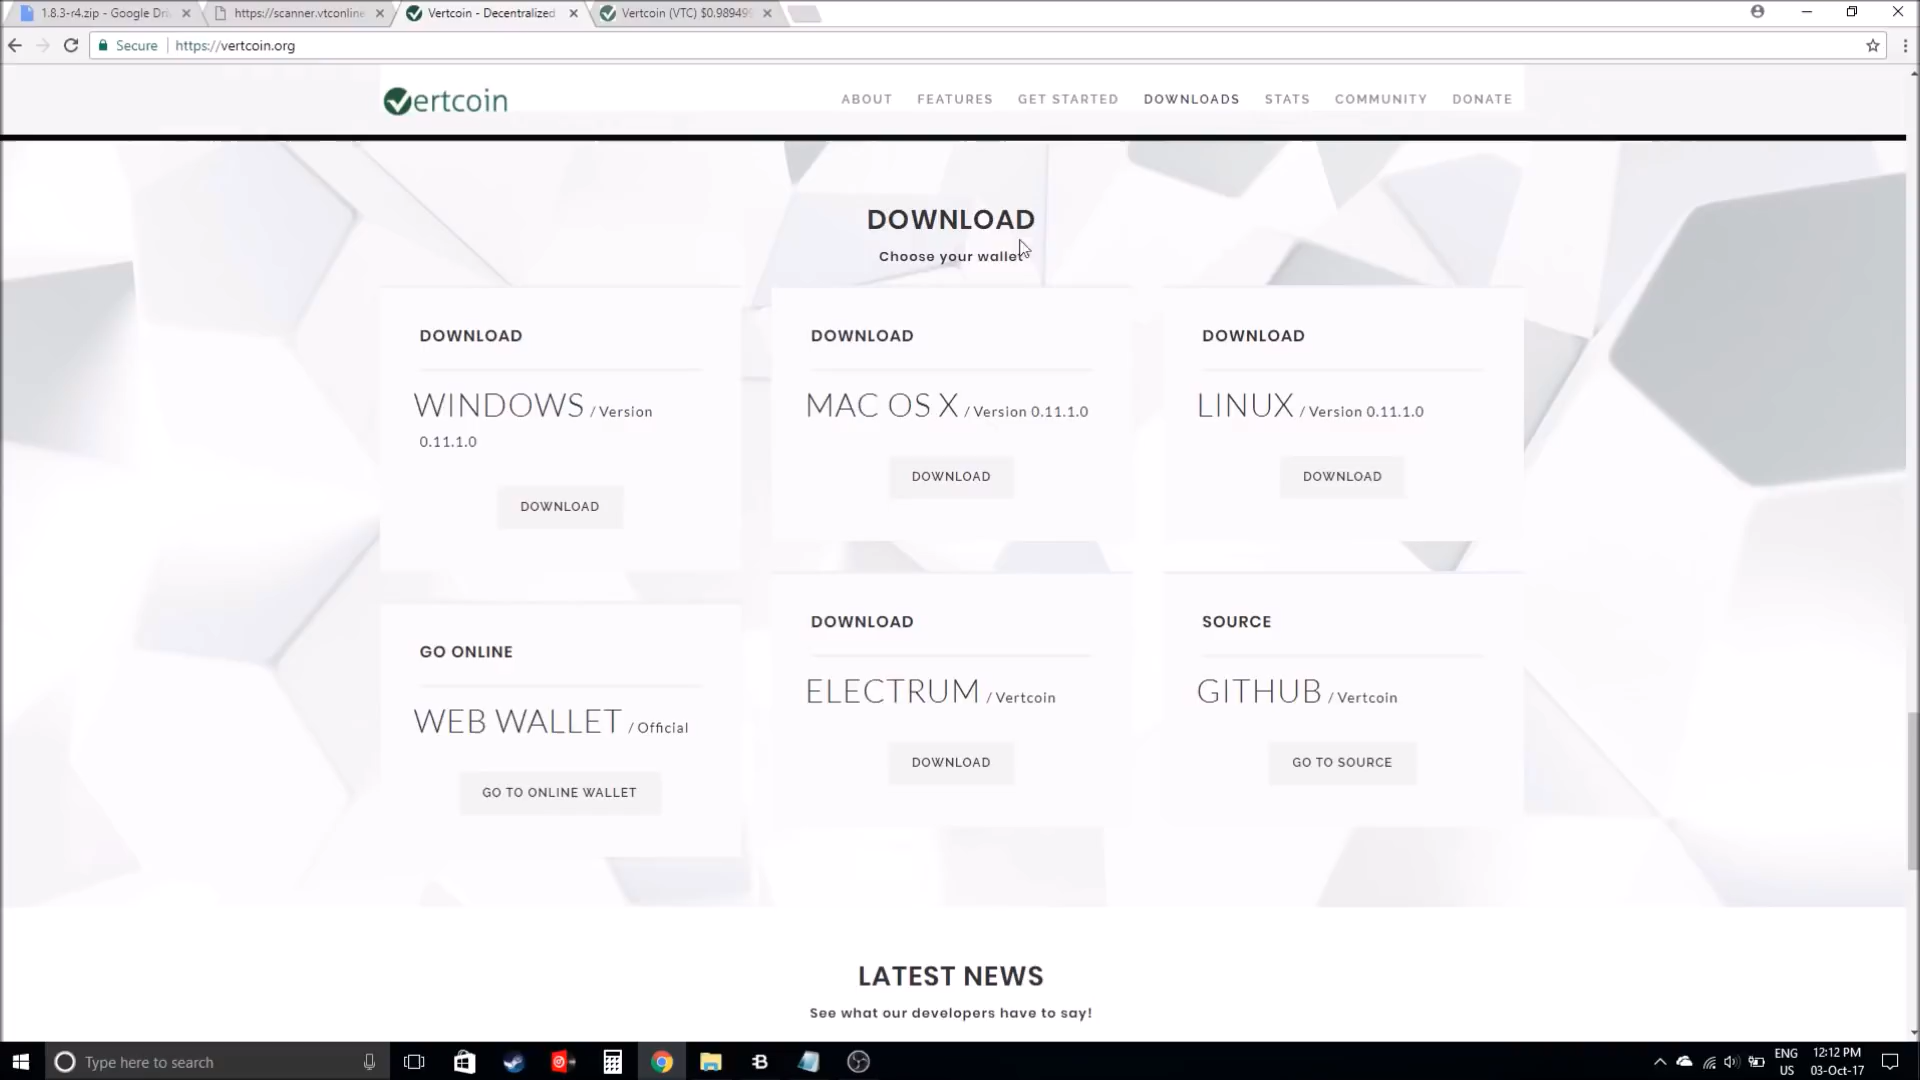 1.8.3-r4.zip - Google Dri
https://scanner.vtconline
Vertcoin - Decentralized
Vertcoin (VTC) $0.98949
Secure
https://vertcoin.org
Vertcoin
ABOUT
FEATURES
GET STARTED
DOWNLOADS
STATS
COMMUNITY
DONATE
DOWNLOAD
Choose your wallet
DOWNLOAD
WINDOWS / Version
0.11.1.0
DOWNLOAD
DOWNLOAD
MAC OS X / Version 0.11.1.0
DOWNLOAD
DOWNLOAD
LINUX / Version 0.11.1.0
DOWNLOAD
GO ONLINE
WEB WALLET / Official
GO TO ONLINE WALLET
DOWNLOAD
ELECTRUM / Vertcoin
DOWNLOAD
SOURCE
GITHUB / Vertcoin
GO TO SOURCE
LATEST NEWS
See what our developers have to say!
Type here to search
ENG
US
12:12 PM
03-Oct-17